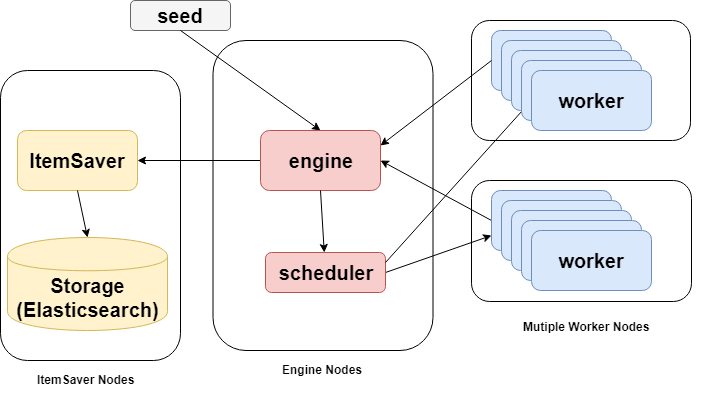 seed
ItemSaver
engine
worker
Storage
(Elasticsearch)
scheduler
worker
ItemSaver Nodes
Engine Nodes
Mutiple Worker Nodes